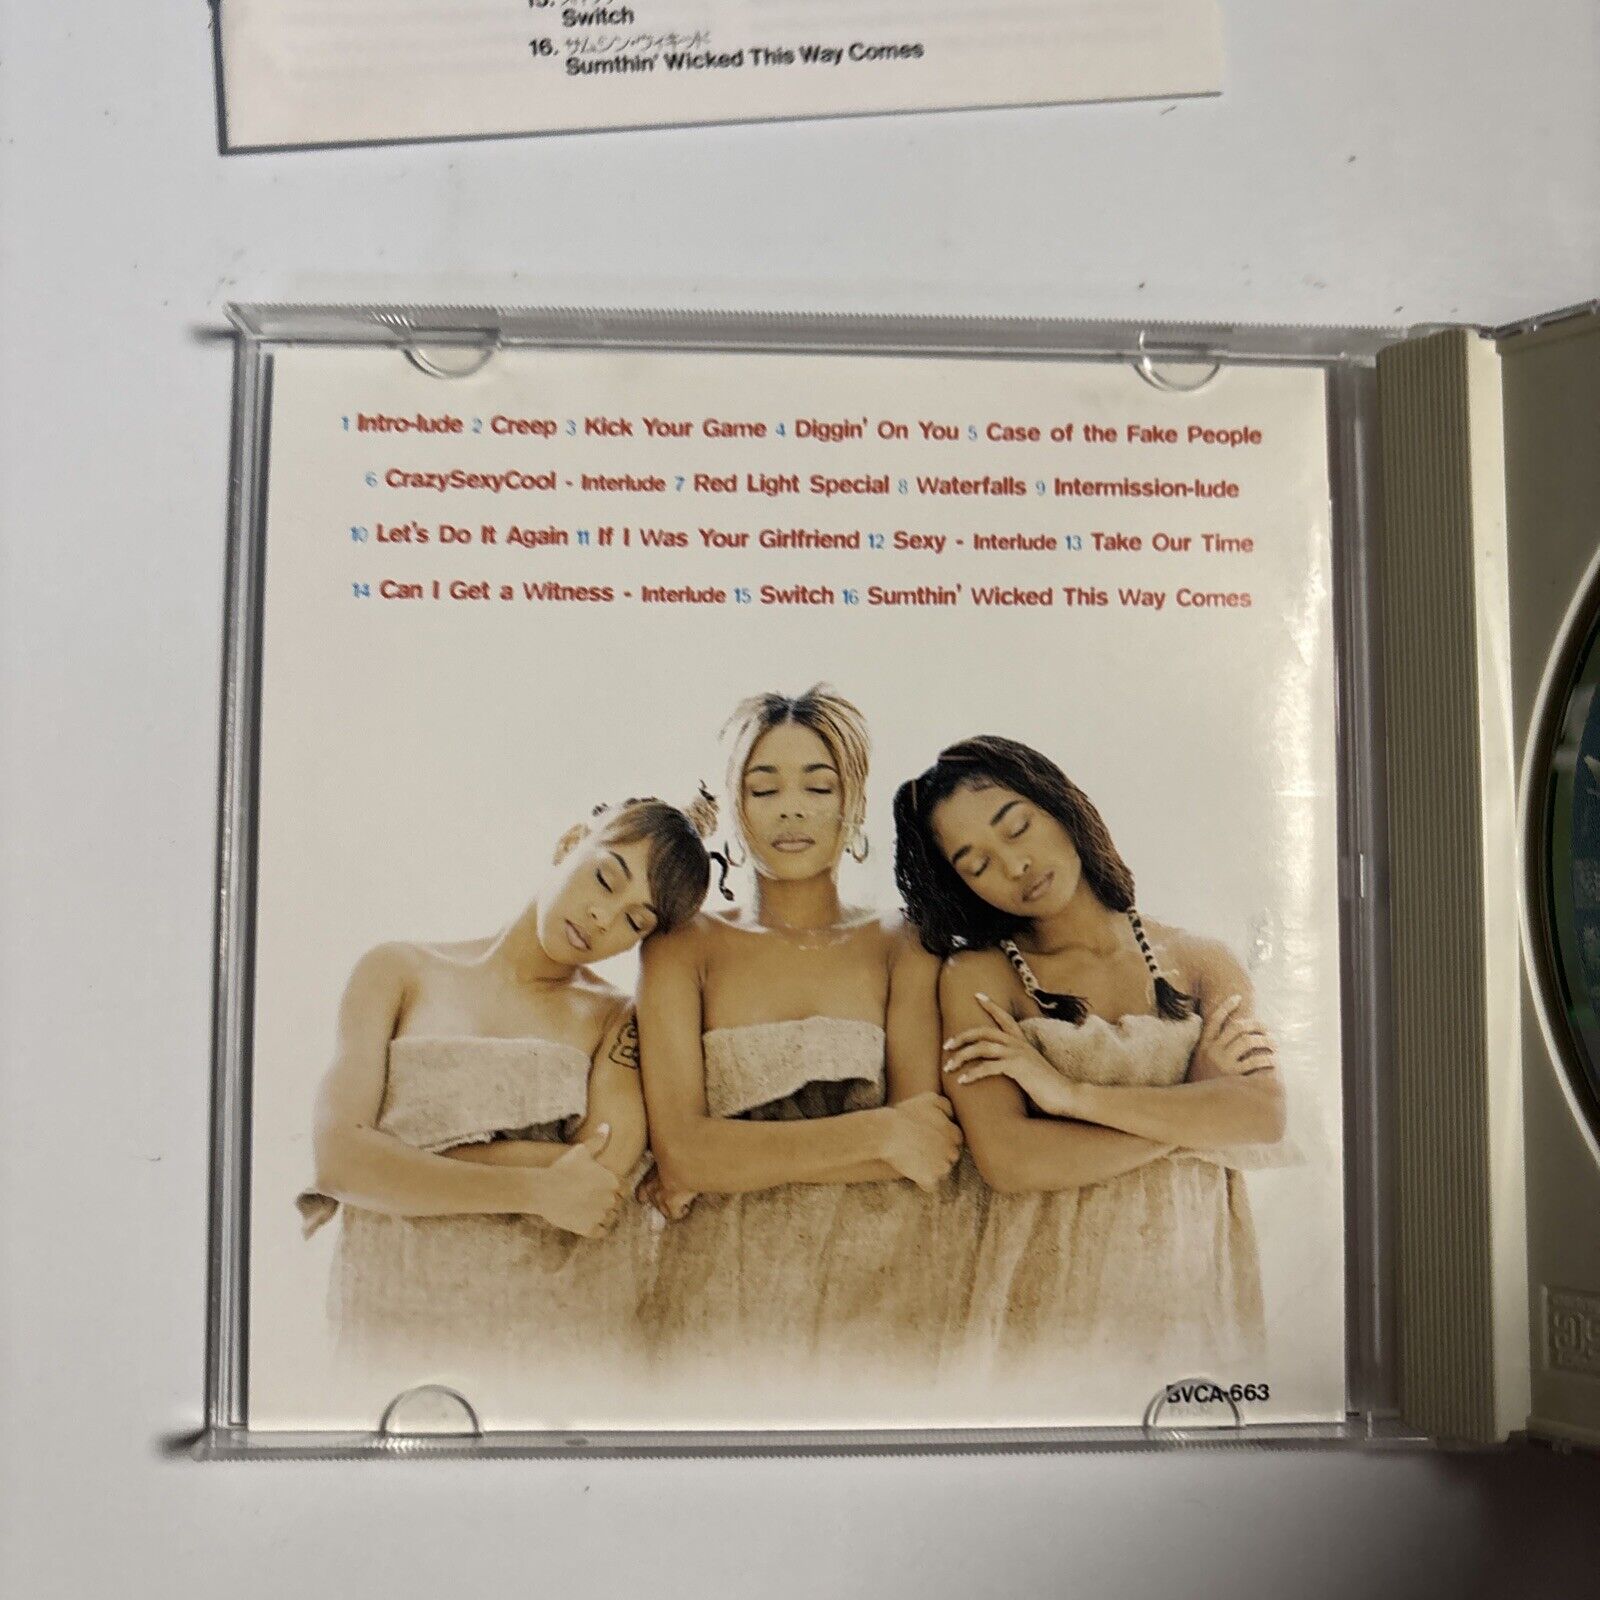 Switch
16. サムシン・ウィキッド
Sumthin' Wicked This Way Comes
1 Intro-lude 2 Creep 3 Kick Your Game 4 Diggin' On You 5 Case of the Fake People
6 CrazySexyCool - Interlude 7 Red Light Special 8 Waterfalls 9 Intermission-lude
10 Let's Do It Again 11 If I Was Your Girlfriend 12 Sexy - Interlude 13 Take Our Time
14 Can I Get a Witness - Interlude 15 Switch 16 Sumthin' Wicked This Way Comes
BVCA-663